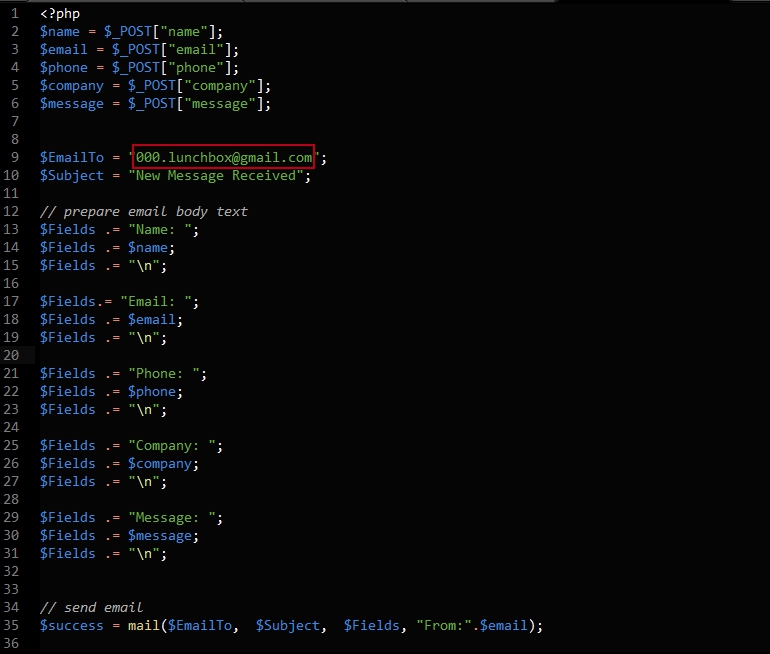 1 <?php
2 $name = $_POST["name"];
3 $email = $_POST["email"];
4 $phone = $_POST["phone"];
5 $company = $_POST["company"];
6 $message = $_POST["message"];
7
8
9 $EmailTo = "000.lunchbox@gmail.com";
10 $Subject = "New Message Received";
11
12 // prepare email body text
13 $Fields .= "Name: ";
14 $Fields .= $name;
15 $Fields .= "\n";
16
17 $Fields.= "Email: ";
18 $Fields .= $email;
19 $Fields .= "\n";
20
21 $Fields .= "Phone: ";
22 $Fields .= $phone;
23 $Fields .= "\n";
24
25 $Fields .= "Company: ";
26 $Fields .= $company;
27 $Fields .= "\n";
28
29 $Fields .= "Message: ";
30 $Fields .= $message;
31 $Fields .= "\n";
32
33
34 // send email
35 $success = mail($EmailTo,  $Subject,  $Fields, "From:".$email);
36